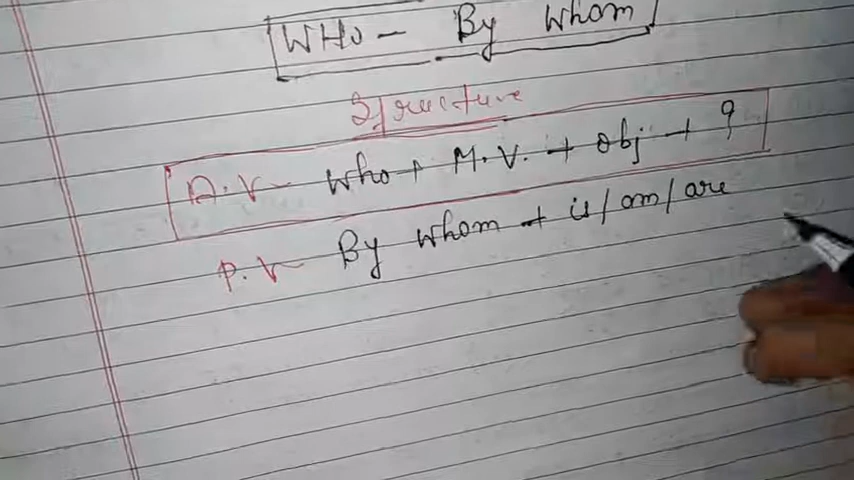 WHO - By Whom
Structure
A.V - Who + M.V. + obj + ?
P.V - By whom + is/am/are